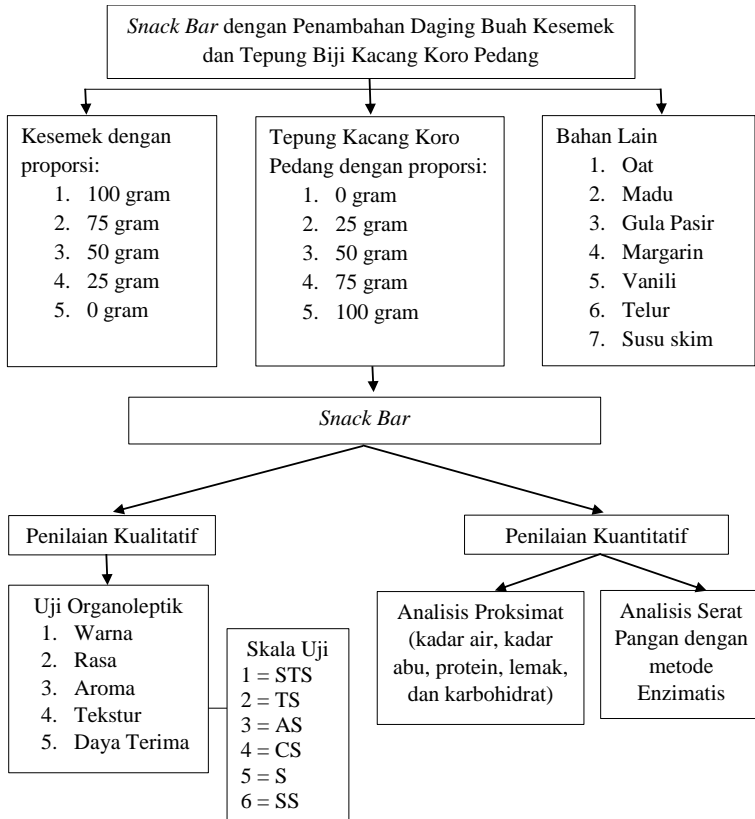 Snack Bar dengan Penambahan Daging Buah Kesemek
dan Tepung Biji Kacang Koro Pedang
Kesemek dengan
proporsi:
1. 100 gram
2. 75 gram
3. 50 gram
4. 25 gram
5. 0 gram
Tepung Kacang Koro
Pedang dengan proporsi:
1. 0 gram
2. 25 gram
3. 50 gram
4. 75 gram
5. 100 gram
Bahan Lain
1. Oat
2. Madu
3. Gula Pasir
4. Margarin
5. Vanili
6. Telur
7. Susu skim
Snack Bar
Penilaian Kualitatif
Uji Organoleptik
1. Warna
2. Rasa
3. Aroma
4. Tekstur
5. Daya Terima
Skala Uji
1 = STS
2 = TS
3 = AS
4 = CS
5 = S
6 = SS
Penilaian Kuantitatif
Analisis Proksimat
(kadar air, kadar
abu, protein, lemak,
dan karbohidrat)
Analisis Serat
Pangan dengan
metode
Enzimatis